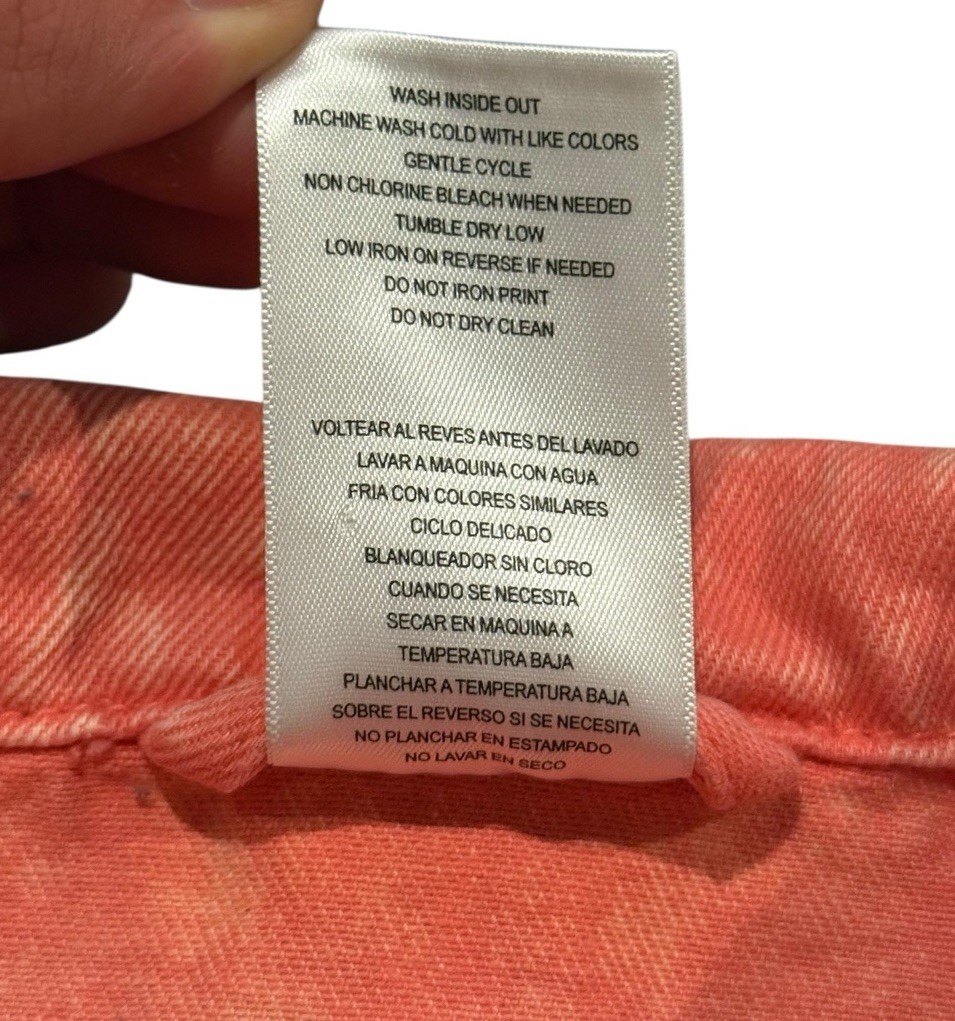 WASH INSIDE OUT
MACHINE WASH COLD WITH LIKE COLORS
GENTLE CYCLE
NON CHLORINE BLEACH WHEN NEEDED
TUMBLE DRY LOW
LOW IRON ON REVERSE IF NEEDED
DO NOT IRON PRINT
DO NOT DRY CLEAN
VOLTEAR AL REVES ANTES DEL LAVADO
LAVAR A MAQUINA CON AGUA
FRIA CON COLORES SIMILARES
CICLO DELICADO
BLANQUEADOR SIN CLORO
CUANDO SE NECESITA
SECAR EN MAQUINA A
TEMPERATURA BAJA
PLANCHAR A TEMPERATURA BAJA
SOBRE EL REVERSO SI SE NECESITA
NO PLANCHAR EN ESTAMPADO
NO LAVAR EN SECO